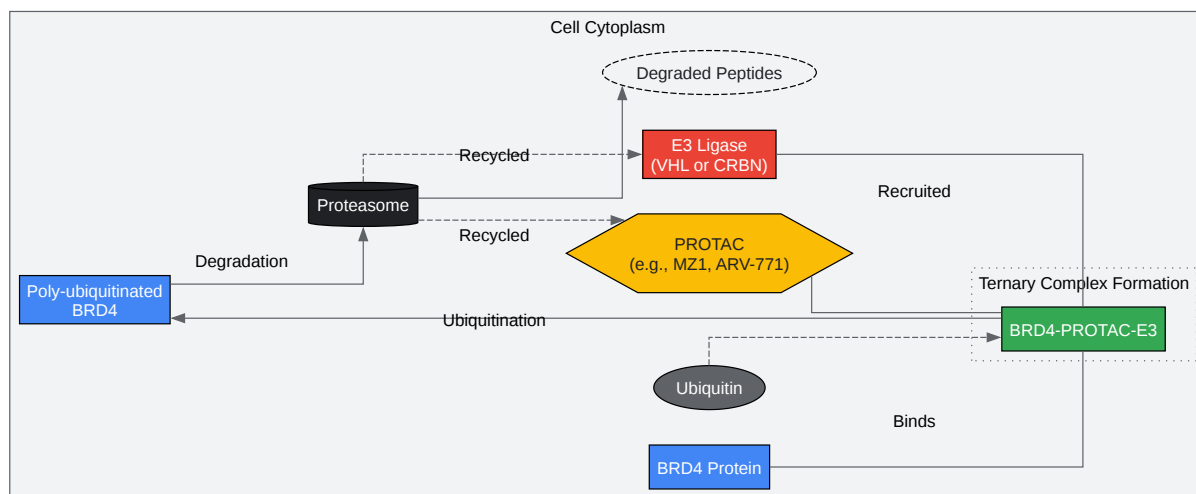 Cell Cytoplasm
Degraded Peptides
E3 Ligase
(VHL or CRBN)
Recycled
Recruited
Proteasome
Recycled
PROTAC
(e.g., MZ1, ARV-771)
Degradation
Poly-ubiquitinated
BRD4
Ternary Complex Formation
Ubiquitination
BRD4-PROTAC-E3
Ubiquitin
Binds
BRD4 Protein